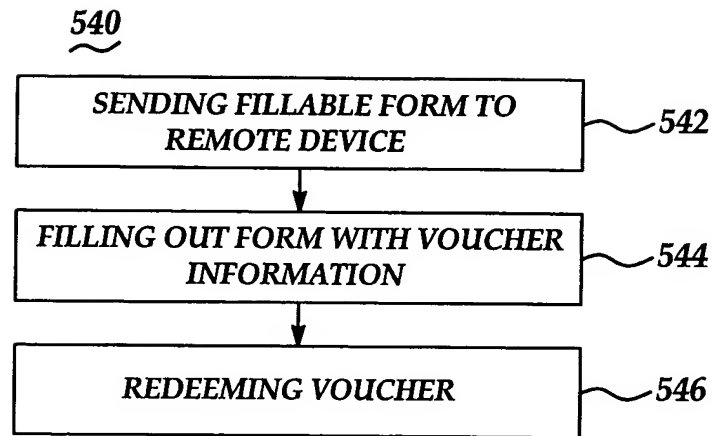 540
SENDING FILLABLE FORM TO
REMOTE DEVICE
542
FILLING OUT FORM WITH VOUCHER
INFORMATION
544
REDEEMING VOUCHER
546